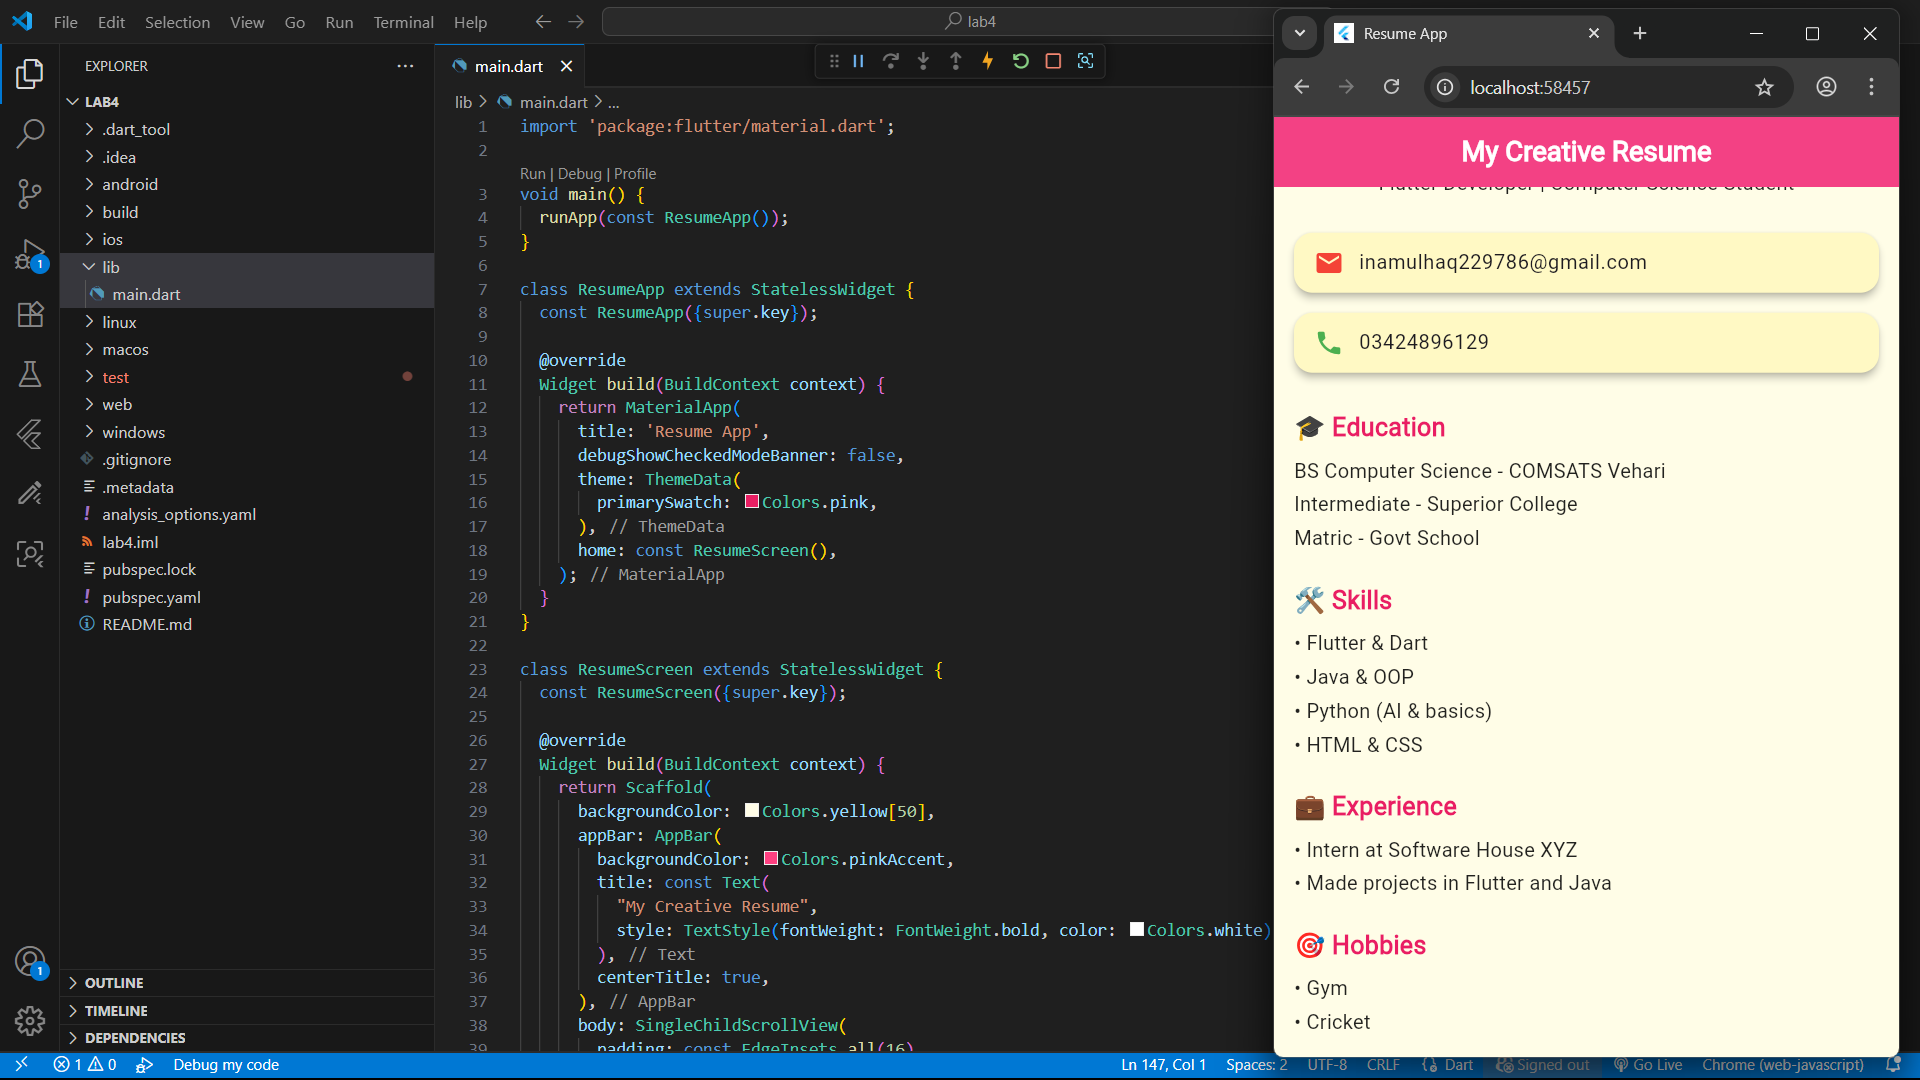 File Edit Selection View Go Run Terminal Help
lab4
EXPLORER
LAB4
.dart_tool
.idea
android
build
ios
lib
main.dart
linux
macos
test
web
windows
.gitignore
.metadata
analysis_options.yaml
lab4.iml
pubspec.lock
pubspec.yaml
README.md
OUTLINE
TIMELINE
DEPENDENCIES
main.dart
lib > main.dart > ...
1 import 'package:flutter/material.dart';
2
Run | Debug | Profile
3 void main() {
4 runApp(const ResumeApp());
5 }
6
7 class ResumeApp extends StatelessWidget {
8 const ResumeApp({super.key});
9
10 @override
11 Widget build(BuildContext context) {
12 return MaterialApp(
13 title: 'Resume App',
14 debugShowCheckedModeBanner: false,
15 theme: ThemeData(
16 primarySwatch: Colors.pink,
17 ), // ThemeData
18 home: const ResumeScreen(),
19 ); // MaterialApp
20 }
21 }
22
23 class ResumeScreen extends StatelessWidget {
24 const ResumeScreen({super.key});
25
26 @override
27 Widget build(BuildContext context) {
28 return Scaffold(
29 backgroundColor: Colors.yellow[50],
30 appBar: AppBar(
31 backgroundColor: Colors.pinkAccent,
32 title: const Text(
33 "My Creative Resume",
34 style: TextStyle(fontWeight: FontWeight.bold, color: Colors.white)
35 ), // Text
36 centerTitle: true,
37 ), // AppBar
38 body: SingleChildScrollView(
39 padding: const EdgeInsets.all(16)
Resume App
localhost:58457
My Creative Resume
Flutter Developer | Computer Science Student
inamulhaq229786@gmail.com
03424896129
🎓 Education
BS Computer Science - COMSATS Vehari
Intermediate - Superior College
Matric - Govt School
🛠️ Skills
• Flutter & Dart
• Java & OOP
• Python (AI & basics)
• HTML & CSS
💼 Experience
• Intern at Software House XYZ
• Made projects in Flutter and Java
🎯 Hobbies
• Gym
• Cricket
1 0 Debug my code
Ln 147, Col 1 Spaces: 2 UTF-8 CRLF {} Dart Signed out Go Live Chrome (web-javascript)
1
1